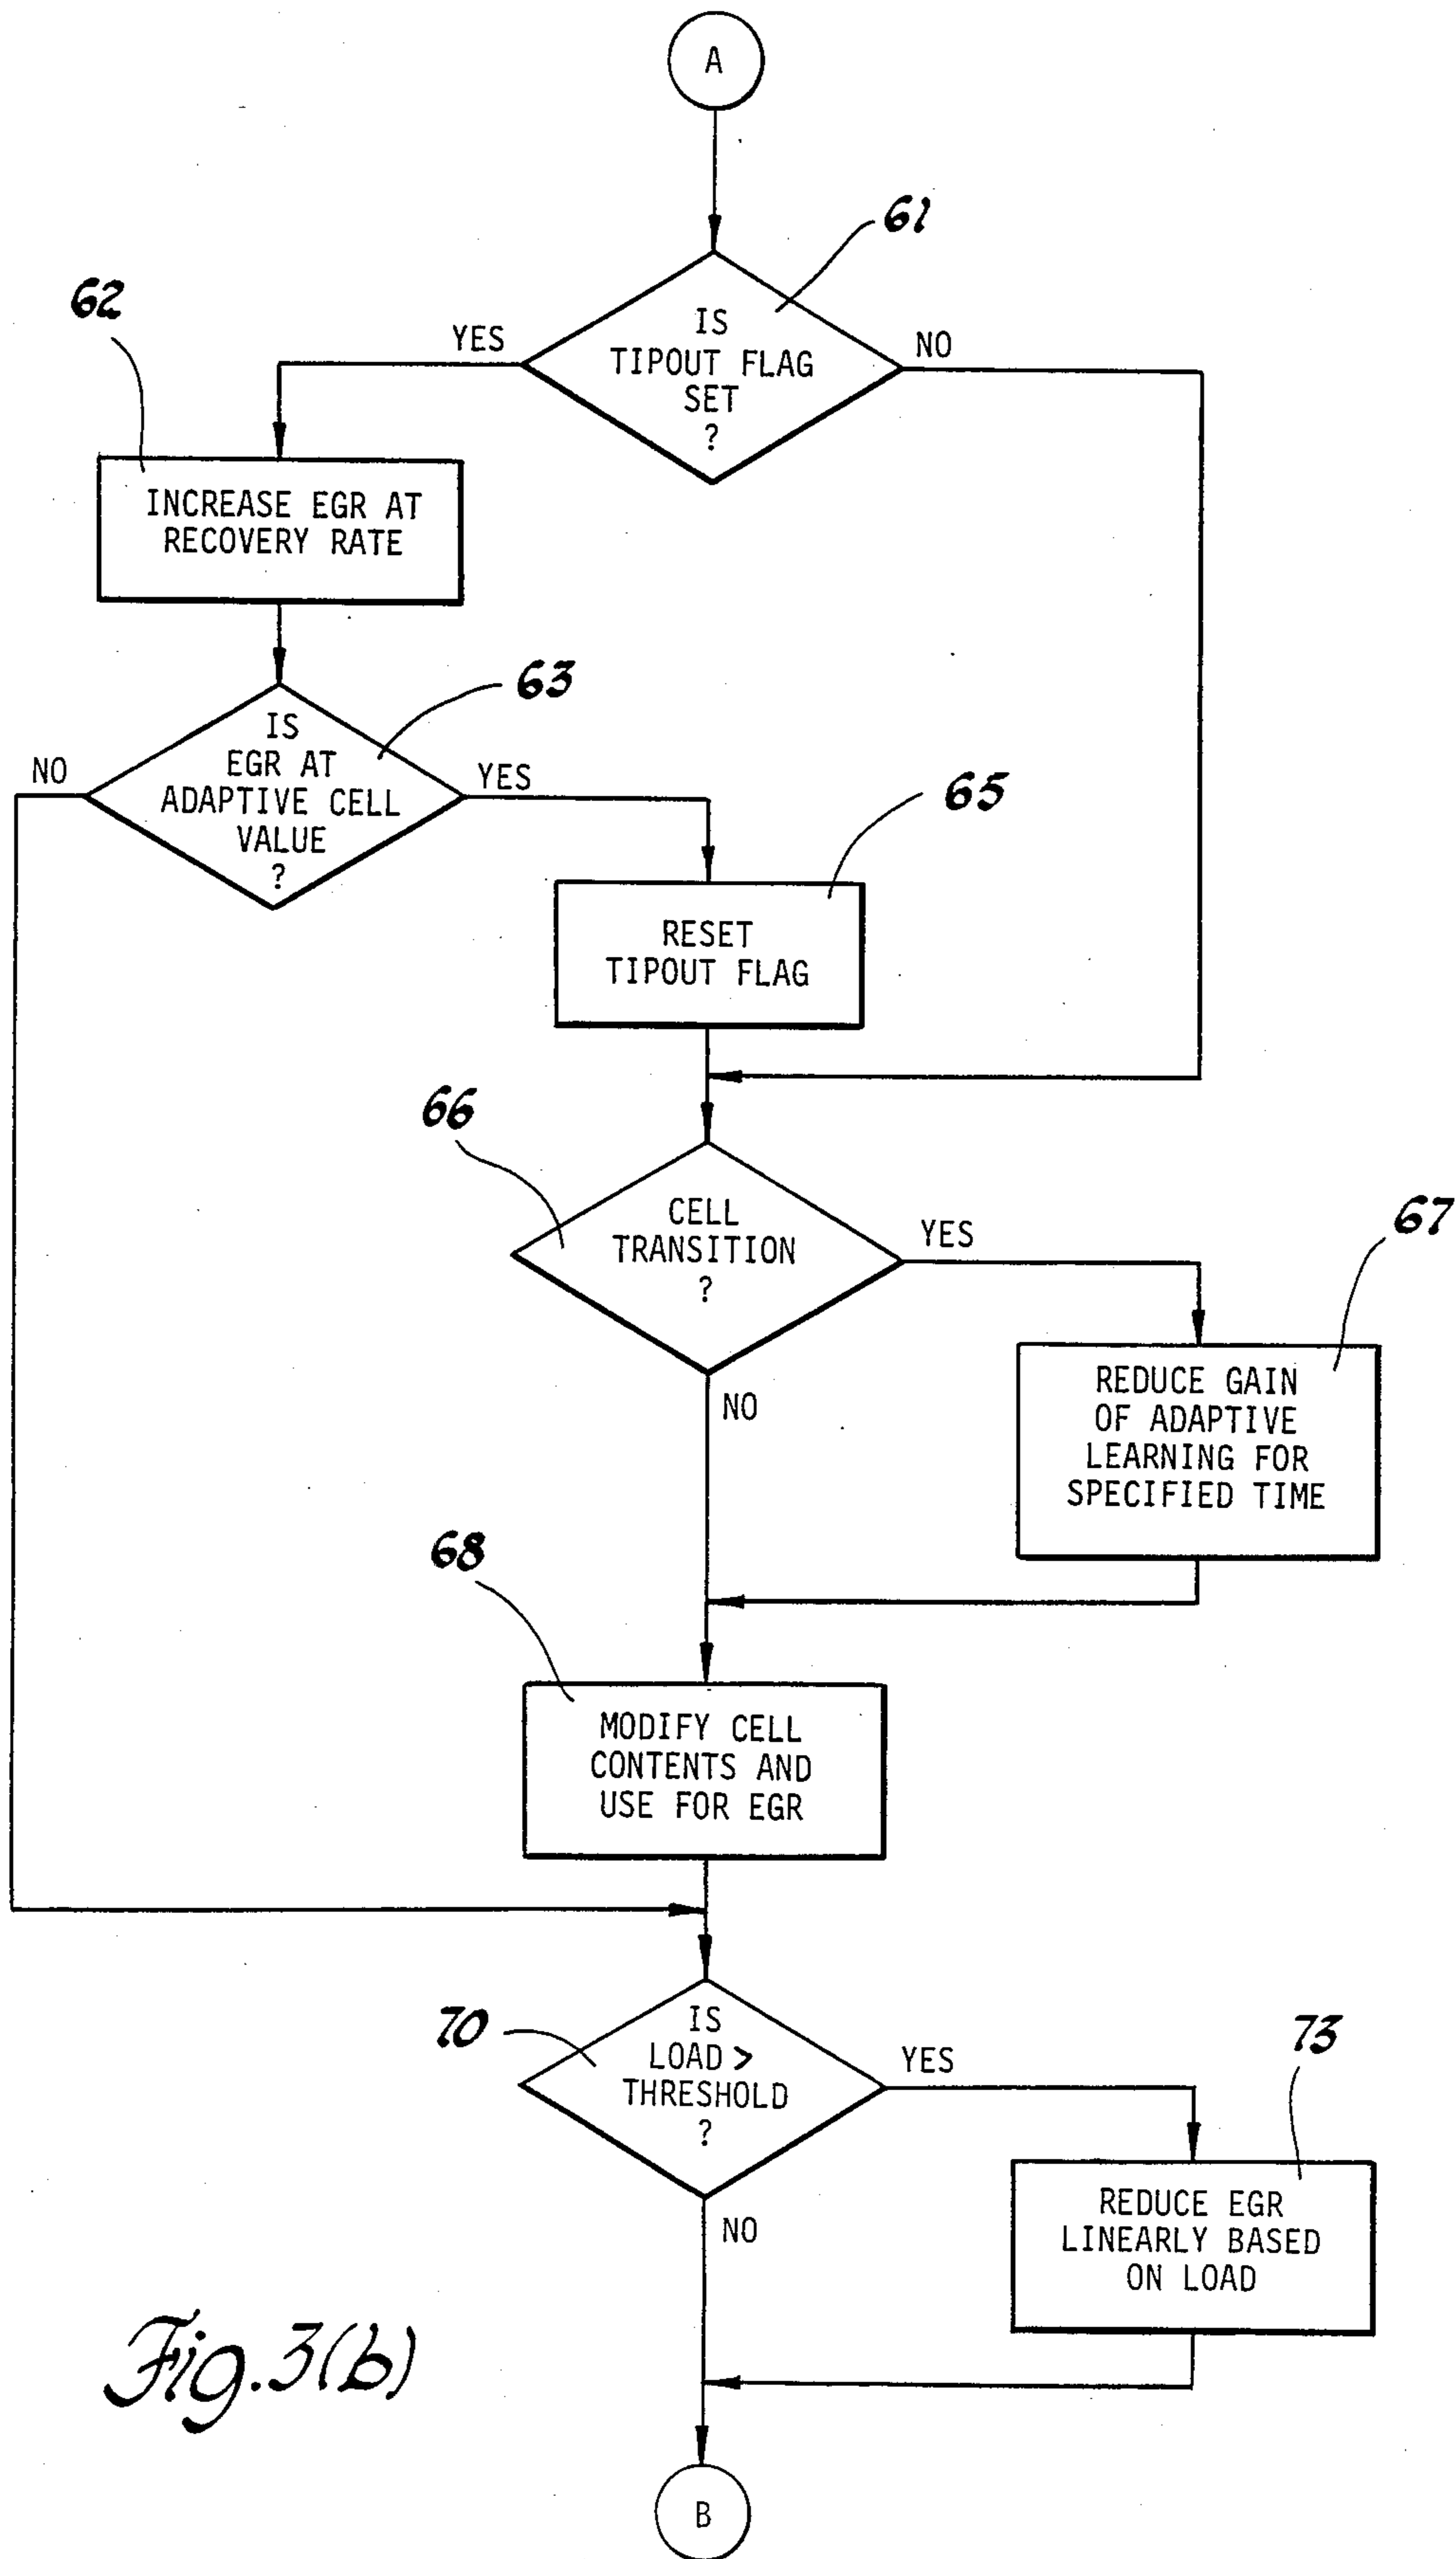 A
61
IS
TIPOUT FLAG
SET
?
YES
NO
62
INCREASE EGR AT
RECOVERY RATE
63
IS
EGR AT
ADAPTIVE CELL
VALUE
?
NO
YES
65
RESET
TIPOUT FLAG
66
CELL
TRANSITION
?
YES
NO
67
REDUCE GAIN
OF ADAPTIVE
LEARNING FOR
SPECIFIED TIME
68
MODIFY CELL
CONTENTS AND
USE FOR EGR
70
IS
LOAD >
THRESHOLD
?
YES
NO
73
REDUCE EGR
LINEARLY BASED
ON LOAD
Fig. 3(b)
B